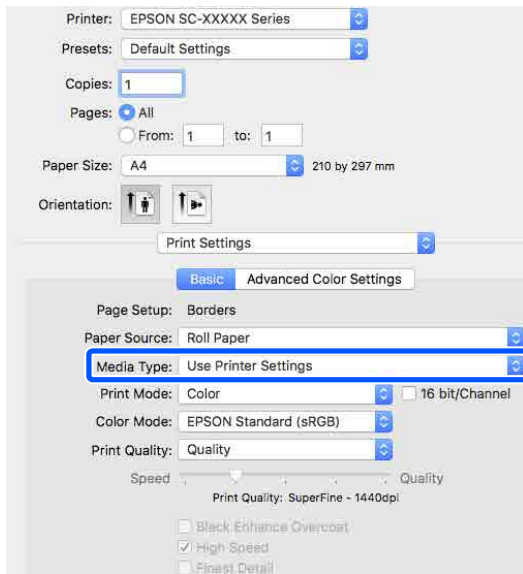 Printer: EPSON SC-XXXXX Series
Presets: Default Settings
Copies: 1
Pages: All
From: 1 to: 1
Paper Size: A4 210 by 297 mm
Orientation:
Print Settings
Basic Advanced Color Settings
Page Setup: Borders
Paper Source: Roll Paper
Media Type: Use Printer Settings
Print Mode: Color 16 bit/Channel
Color Mode: EPSON Standard (sRGB)
Print Quality: Quality
Speed Quality
Print Quality: SuperFine - 1440dpi
Black Enhance Overcoat
High Speed
Finest Detail